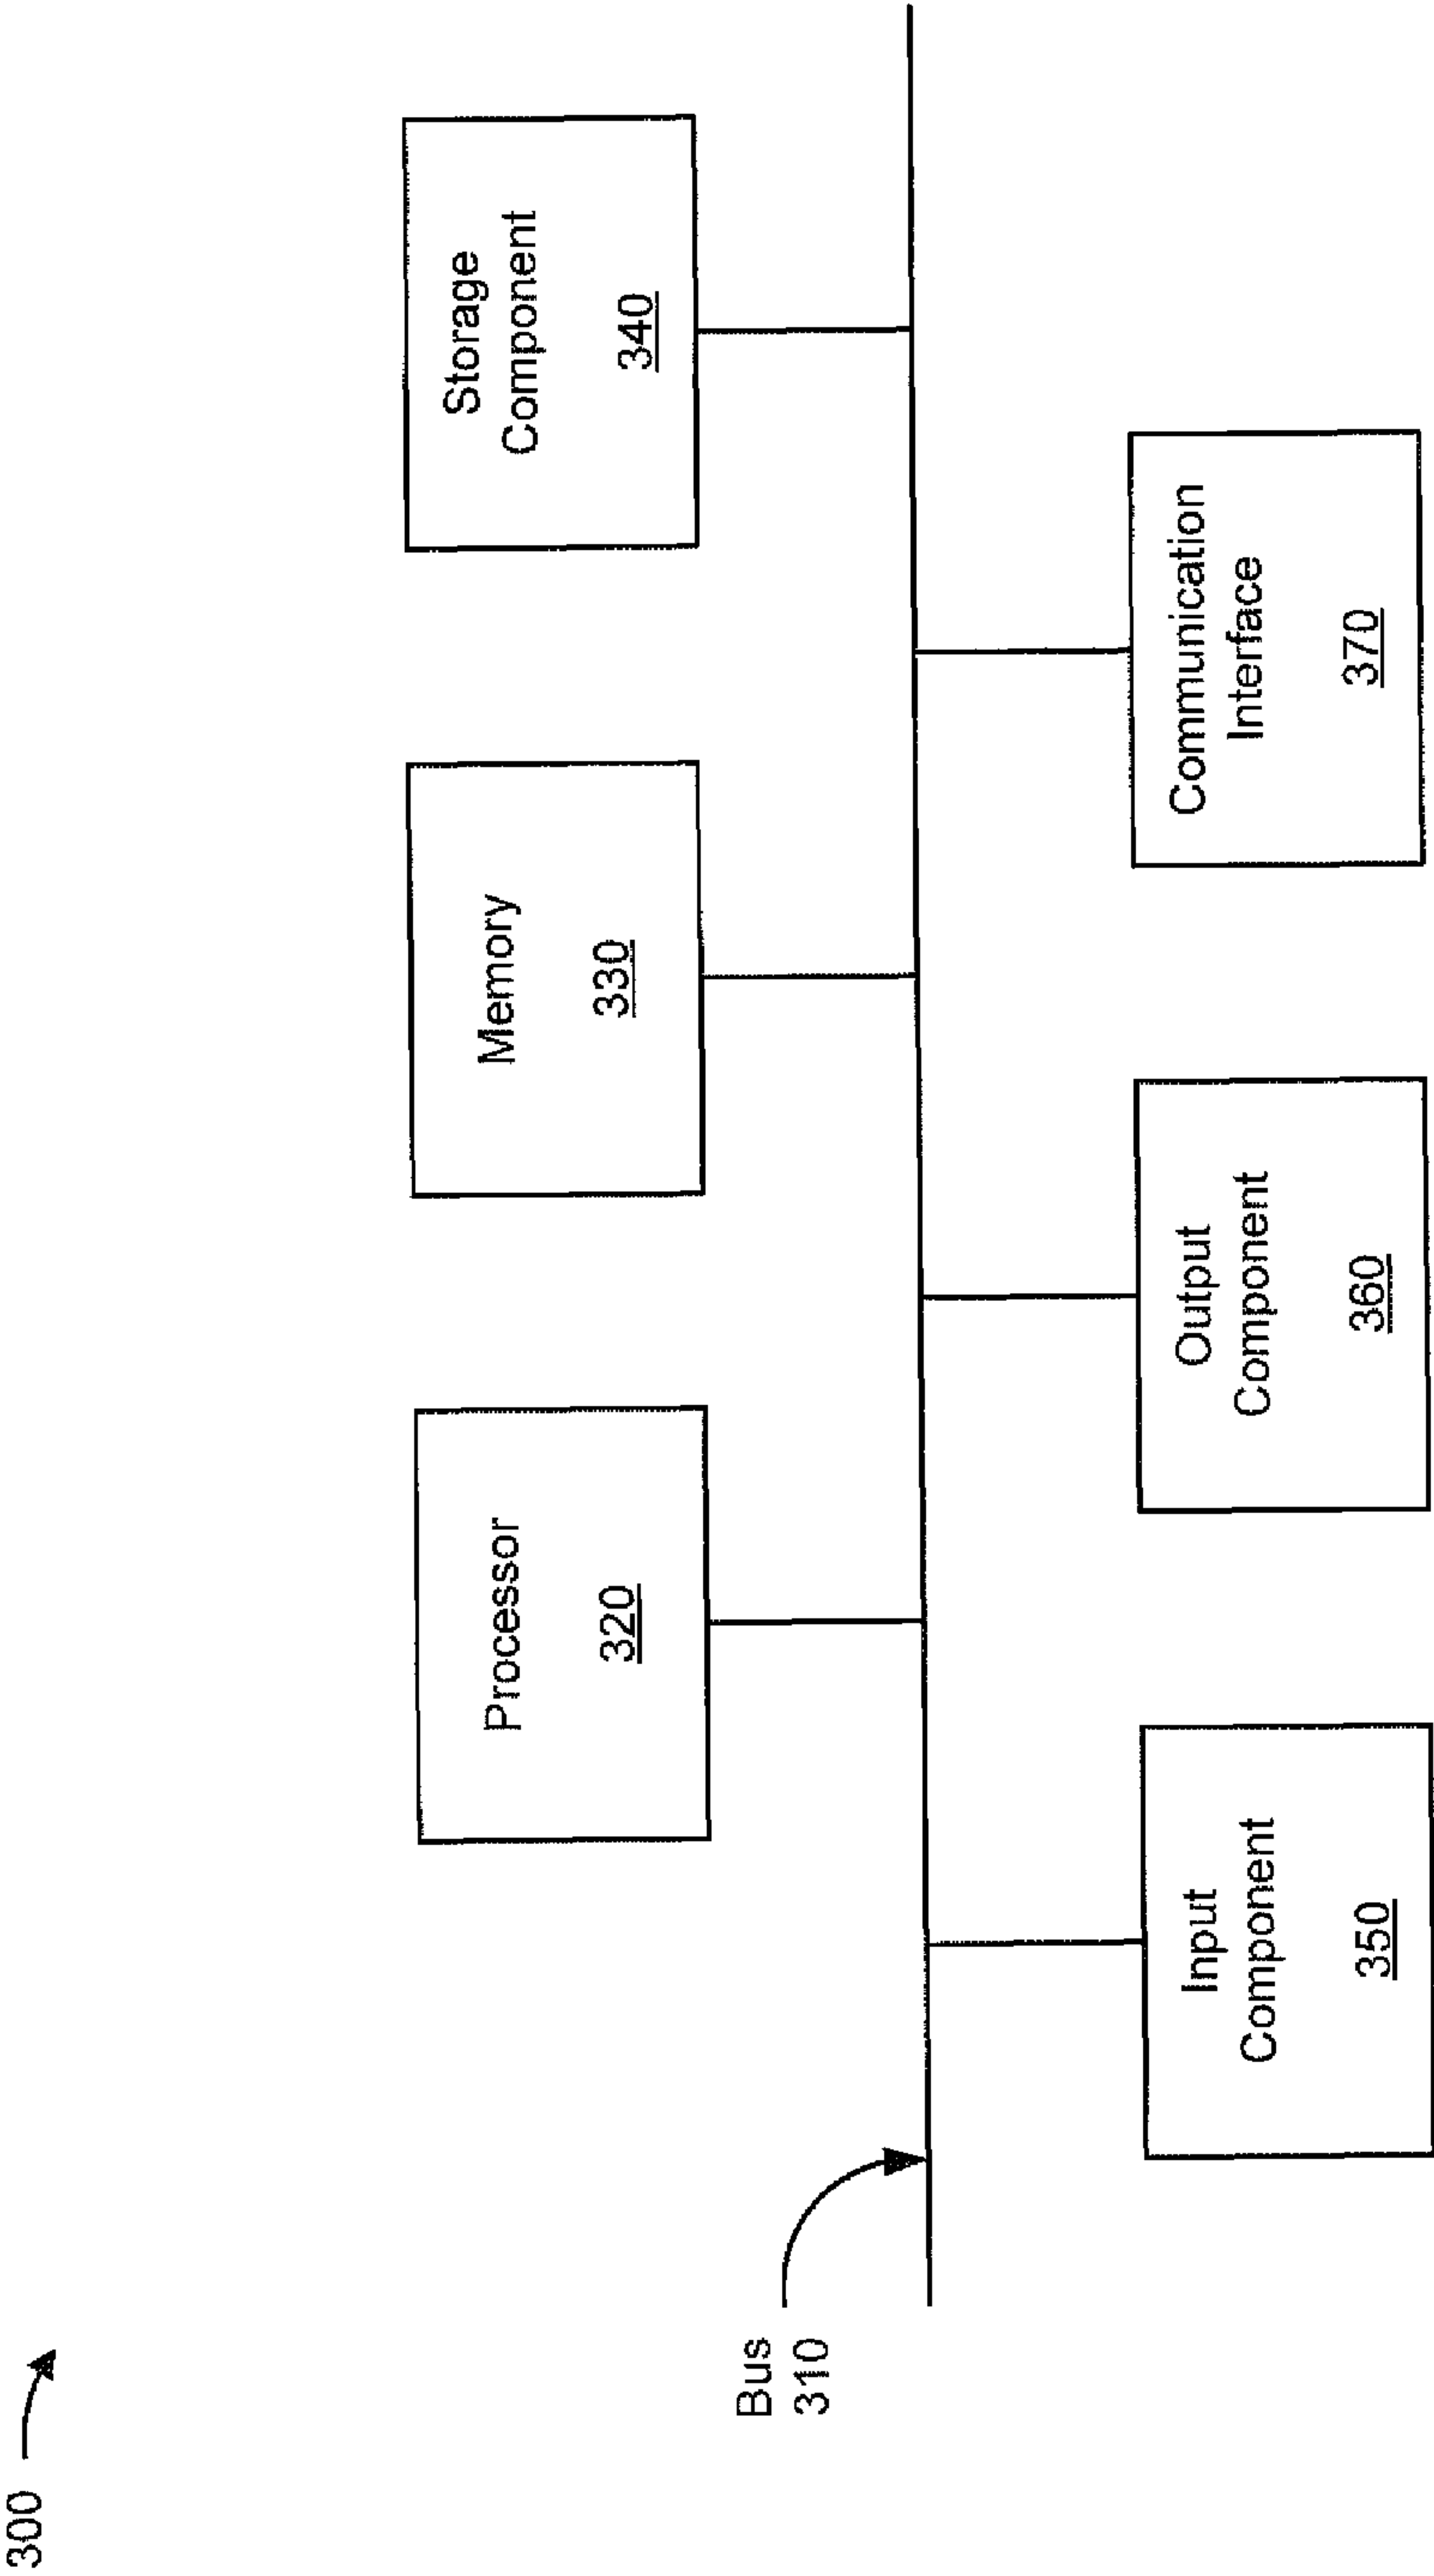 300
Processor
320
Memory
330
Storage
Component
340
Bus
310
Input
Component
350
Output
Component
360
Communication
Interface
370